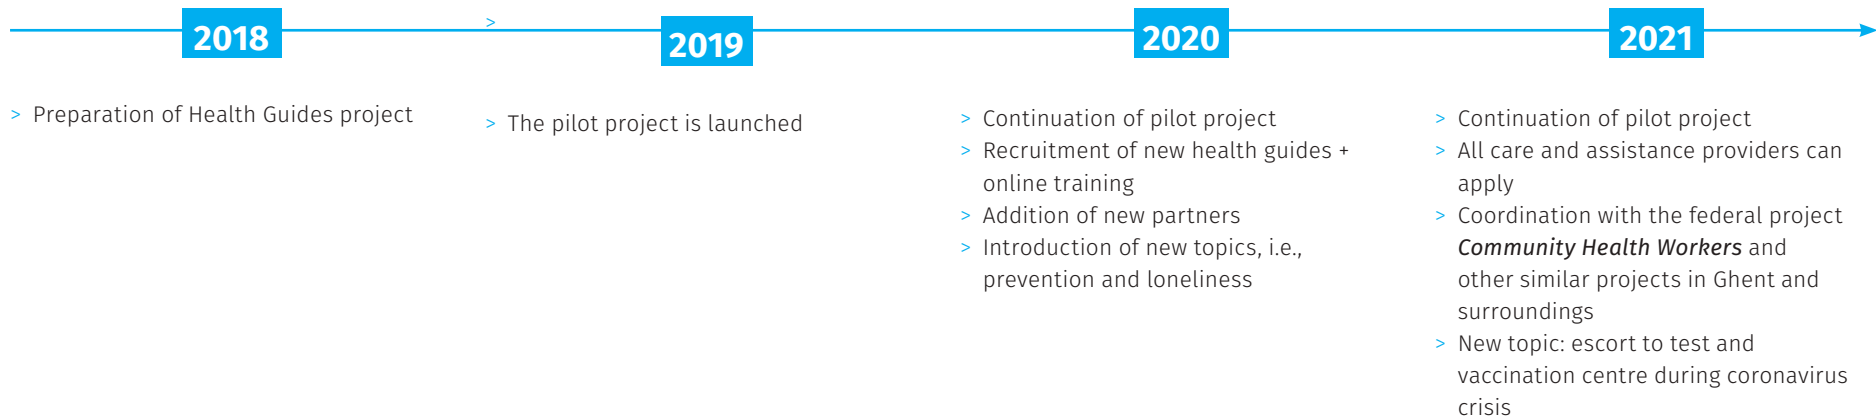 2018
> Preparation of Health Guides project
>
2019
> The pilot project is launched
2020
> Continuation of pilot project
> Recruitment of new health guides +
online training
> Addition of new partners
> Introduction of new topics, i.e.,
prevention and loneliness
2021
> Continuation of pilot project
> All care and assistance providers can
apply
> Coordination with the federal project
Community Health Workers and
other similar projects in Ghent and
surroundings
> New topic: escort to test and
vaccination centre during coronavirus
crisis